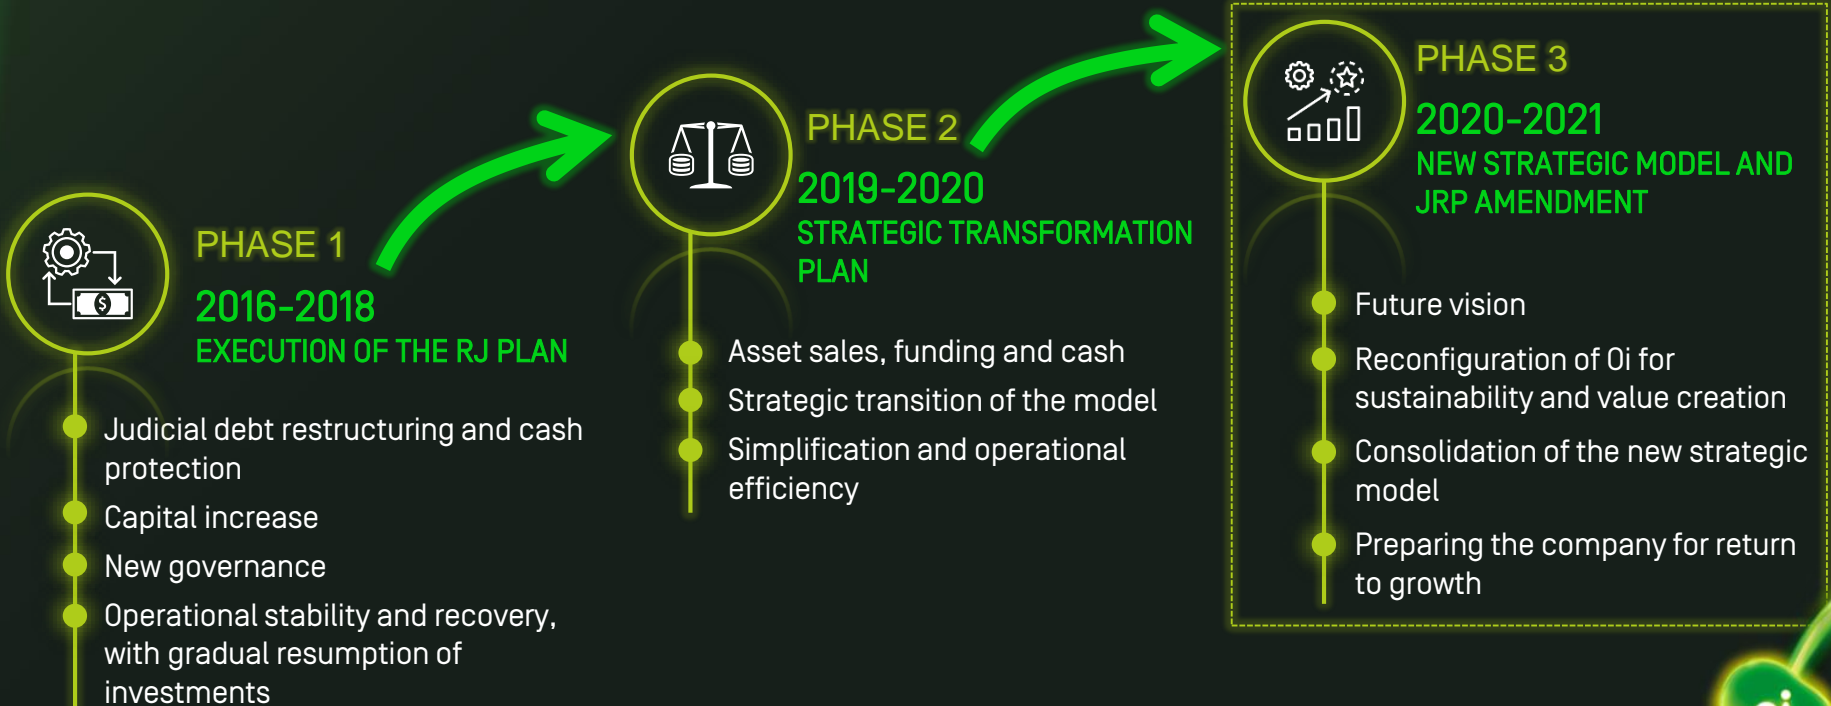 PHASE 1
2016-2018
EXECUTION OF THE RJ PLAN
Judicial debt restructuring and cash
protection
Capital increase
New governance
Operational stability and recovery,
with gradual resumption of
investments
PHASE 2
2019-2020
STRATEGIC TRANSFORMATION
PLAN
Asset sales, funding and cash
Strategic transition of the model
Simplification and operational
efficiency
PHASE 3
2020-2021
NEW STRATEGIC MODEL AND
JRP AMENDMENT
Future vision
Reconfiguration of Oi for
sustainability and value creation
Consolidation of the new strategic
model
Preparing the company for return
to growth